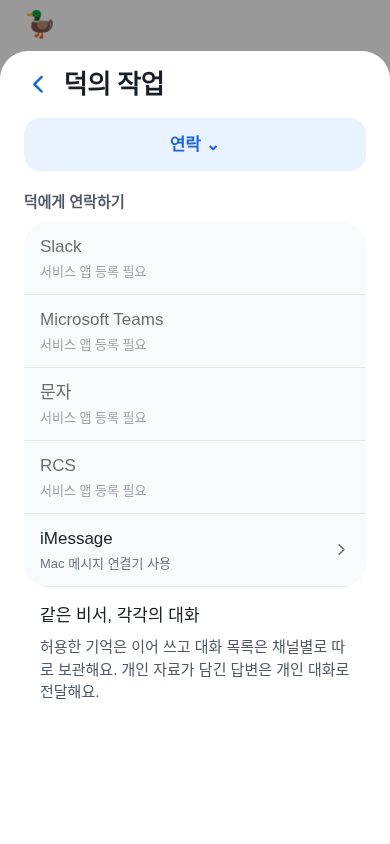 덕의 작업
연락
덕에게 연락하기
Slack
서비스 앱 등록 필요
Microsoft Teams
서비스 앱 등록 필요
문자
서비스 앱 등록 필요
RCS
서비스 앱 등록 필요
iMessage
Mac 메시지 연결기 사용
같은 비서, 각각의 대화
허용한 기억은 이어 쓰고 대화 목록은 채널별로 따
로 보관해요. 개인 자료가 담긴 답변은 개인 대화로
전달해요.